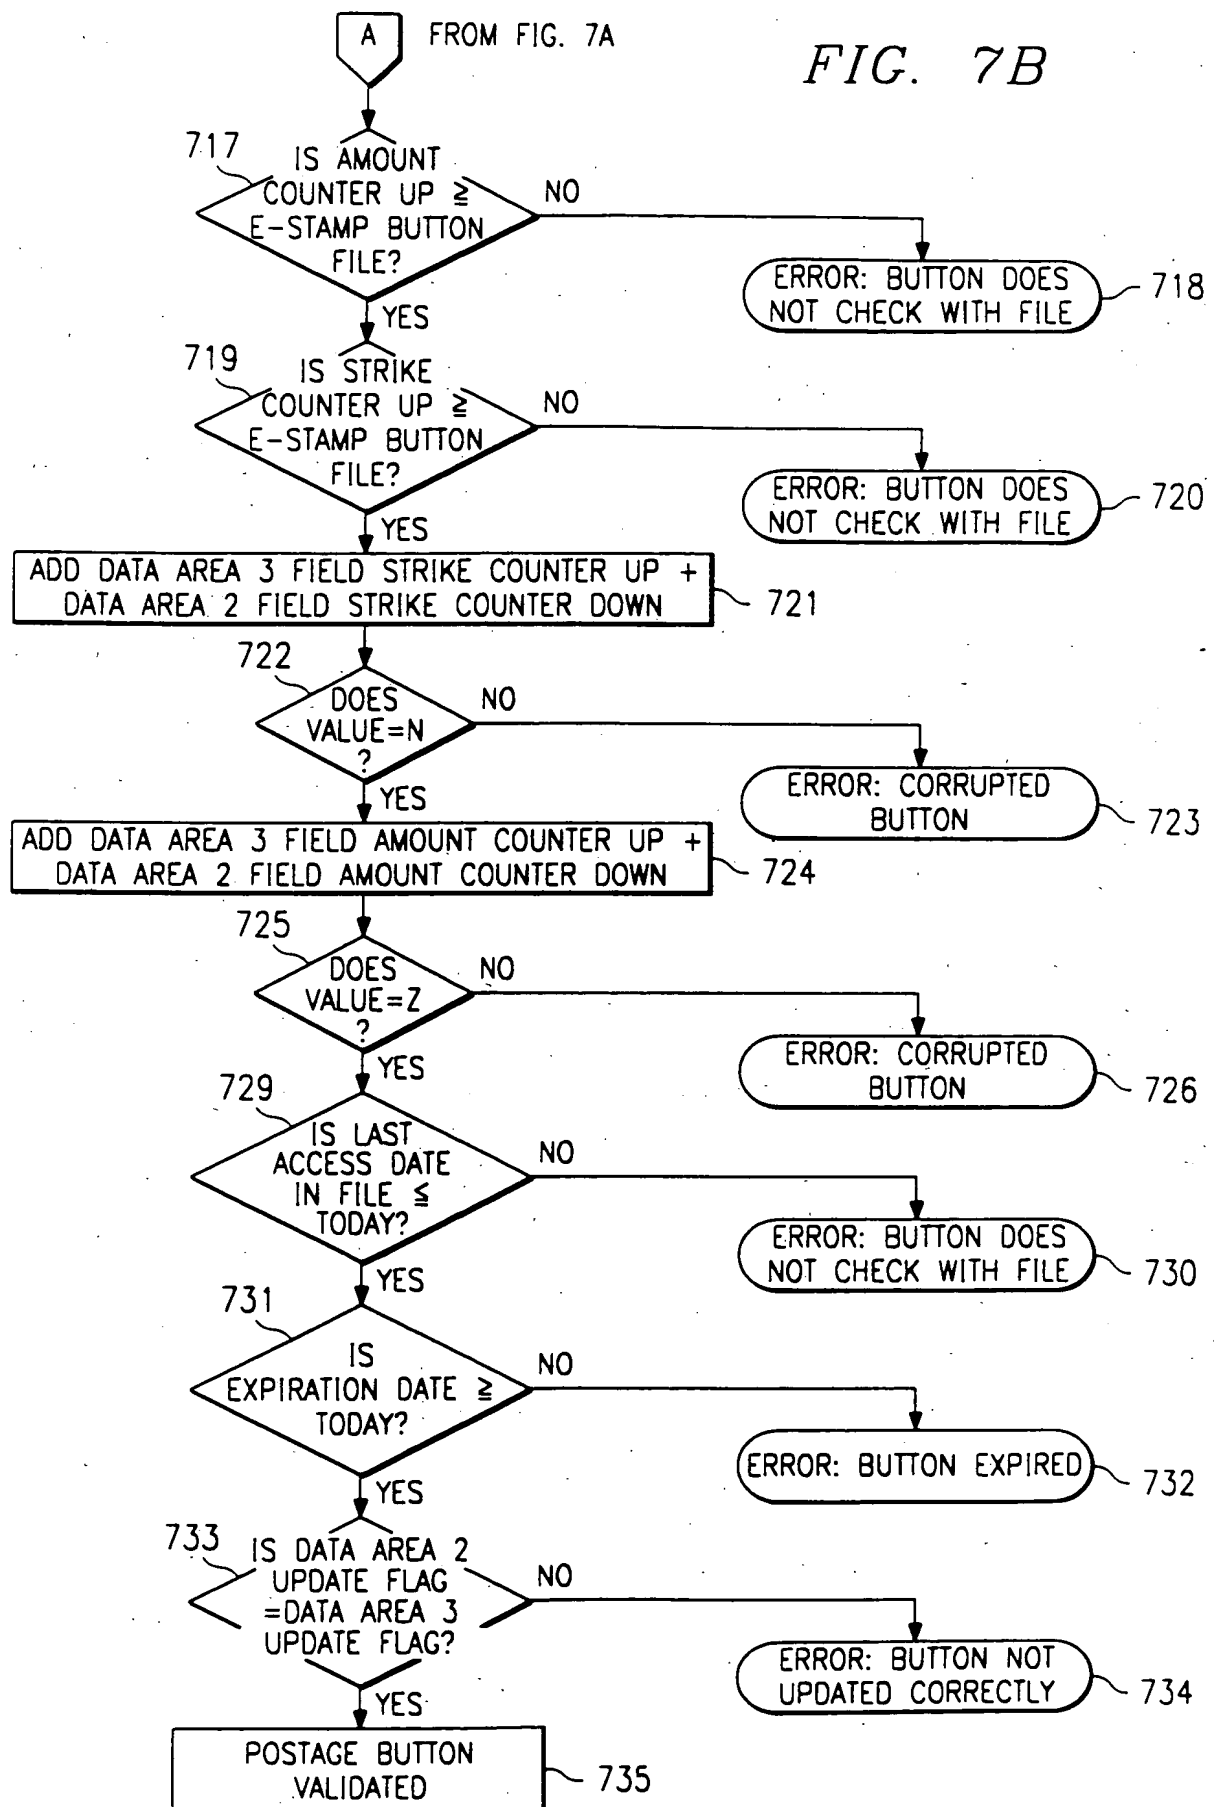 A FROM FIG. 7A
FIG. 7B
717
IS AMOUNT
COUNTER UP ≧
E-STAMP BUTTON
FILE?
NO
ERROR: BUTTON DOES
NOT CHECK WITH FILE
718
YES
719
IS STRIKE
COUNTER UP ≧
E-STAMP BUTTON
FILE?
NO
ERROR: BUTTON DOES
NOT CHECK WITH FILE
720
YES
ADD DATA AREA 3 FIELD STRIKE COUNTER UP +
DATA AREA 2 FIELD STRIKE COUNTER DOWN
721
722
DOES
VALUE=N
?
NO
ERROR: CORRUPTED
BUTTON
723
YES
ADD DATA AREA 3 FIELD AMOUNT COUNTER UP +
DATA AREA 2 FIELD AMOUNT COUNTER DOWN
724
725
DOES
VALUE=Z
?
NO
ERROR: CORRUPTED
BUTTON
726
YES
729
IS LAST
ACCESS DATE
IN FILE ≦
TODAY?
NO
ERROR: BUTTON DOES
NOT CHECK WITH FILE
730
YES
731
IS
EXPIRATION DATE ≧
TODAY?
NO
ERROR: BUTTON EXPIRED
732
YES
733
IS DATA AREA 2
UPDATE FLAG
=DATA AREA 3
UPDATE FLAG?
NO
ERROR: BUTTON NOT
UPDATED CORRECTLY
734
YES
POSTAGE BUTTON
VALIDATED
735